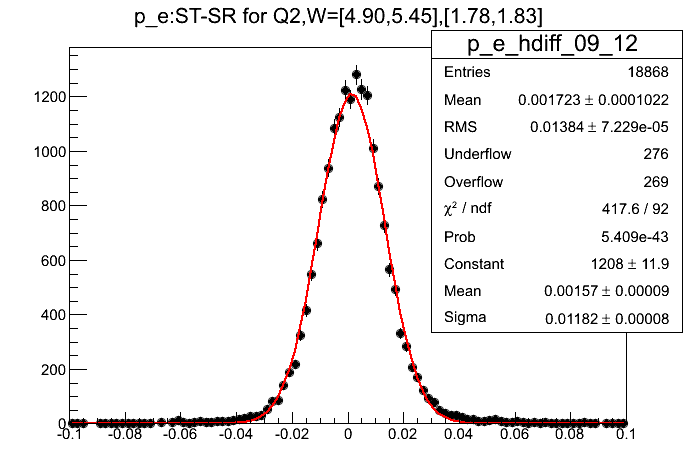 p_e:ST-SR for Q2,W=[4.90,5.45],[1.78,1.83]
p_e_hdiff_09_12
Entries 18868
Mean 0.001723 ± 0.0001022
RMS 0.01384 ± 7.229e-05
Underflow 276
Overflow 269
χ² / ndf 417.6 / 92
Prob 5.409e-43
Constant 1208 ± 11.9
Mean 0.00157 ± 0.00009
Sigma 0.01182 ± 0.00008
1200
1000
800
600
400
200
0
-0.1 -0.08 -0.06 -0.04 -0.02 0 0.02 0.04 0.06 0.08 0.1